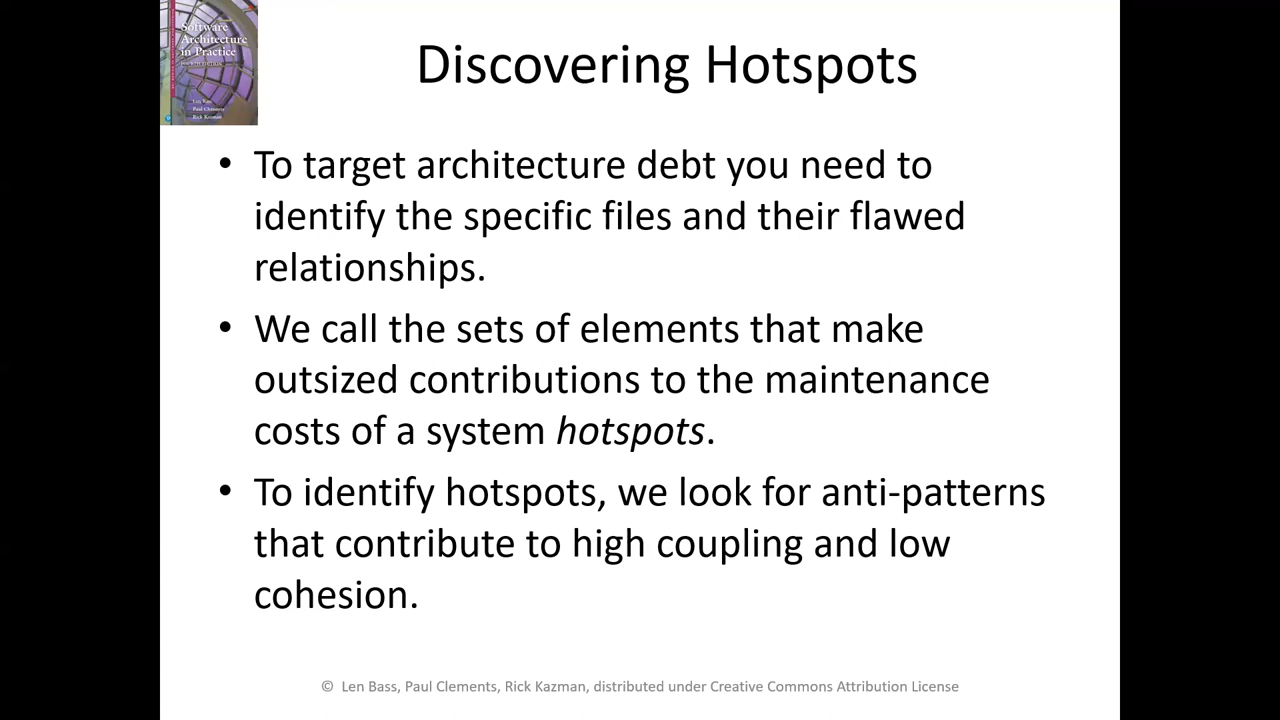 Software
Architecture
in Practice
Len Bass
Paul Clements
Rick Kazman
Discovering Hotspots
• To target architecture debt you need to
identify the specific files and their flawed
relationships.
• We call the sets of elements that make
outsized contributions to the maintenance
costs of a system hotspots.
• To identify hotspots, we look for anti-patterns
that contribute to high coupling and low
cohesion.
© Len Bass, Paul Clements, Rick Kazman, distributed under Creative Commons Attribution License